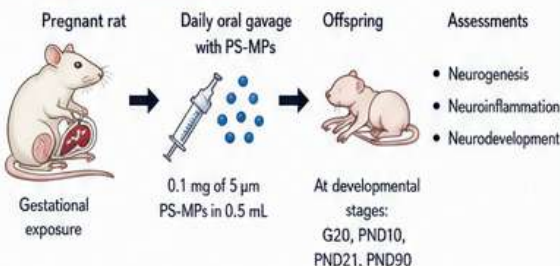 Pregnant rat
Daily oral gavage
with PS-MPs
Offspring
Assessments
• Neurogenesis
• Neuroinflammation
• Neurodevelopment
Gestational
exposure
0.1 mg of 5 µm
PS-MPs in 0.5 mL
At developmental
stages:
G20, PND10,
PND21, PND90